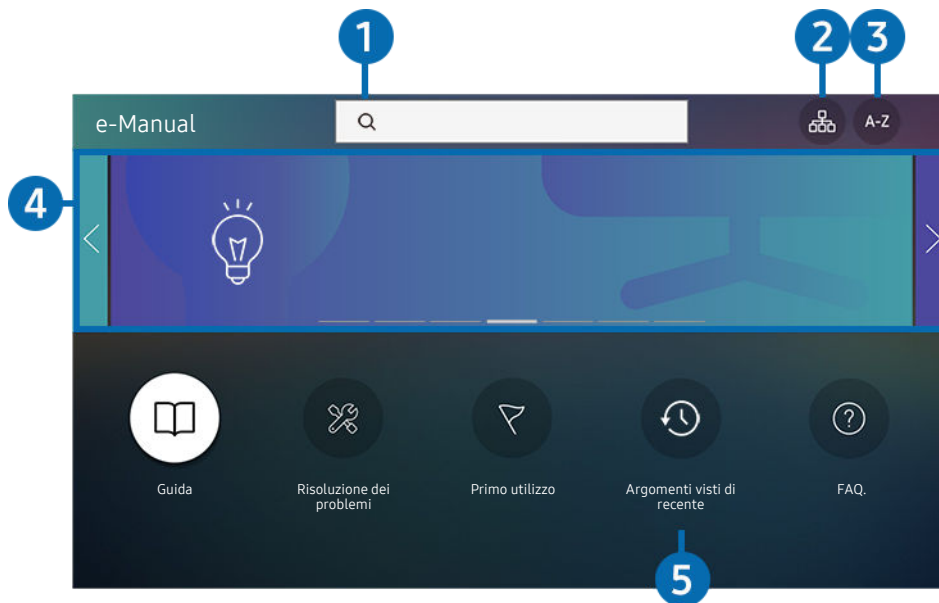 1
2
3
e-Manual
A-Z
4
Guida
Risoluzione dei
problemi
Primo utilizzo
Argomenti visti di
recente
FAQ.
5